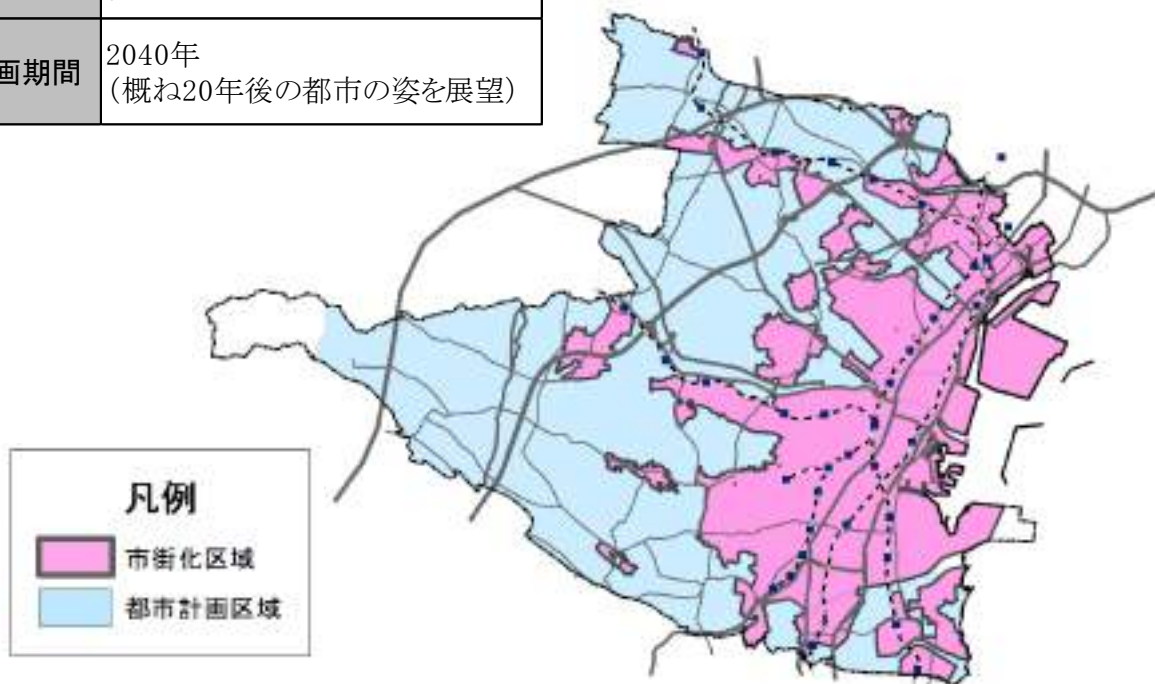 画期間
2040年
（概ね20年後の都市の姿を展望）
凡例
市街化区域
都市計画区域